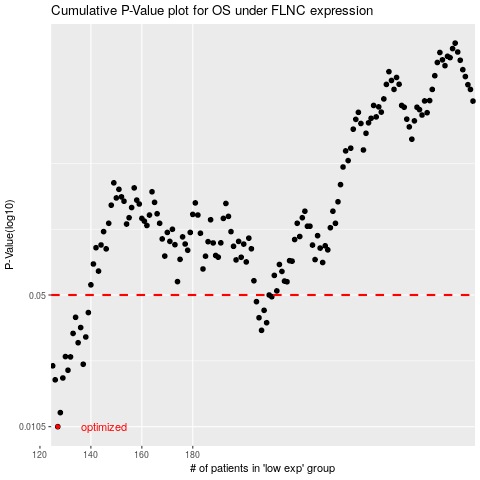 Cumulative P-Value plot for OS under FLNC expression
P-Value(log10)
0.05
0.0105
optimized
120 140 160 180
# of patients in 'low exp' group